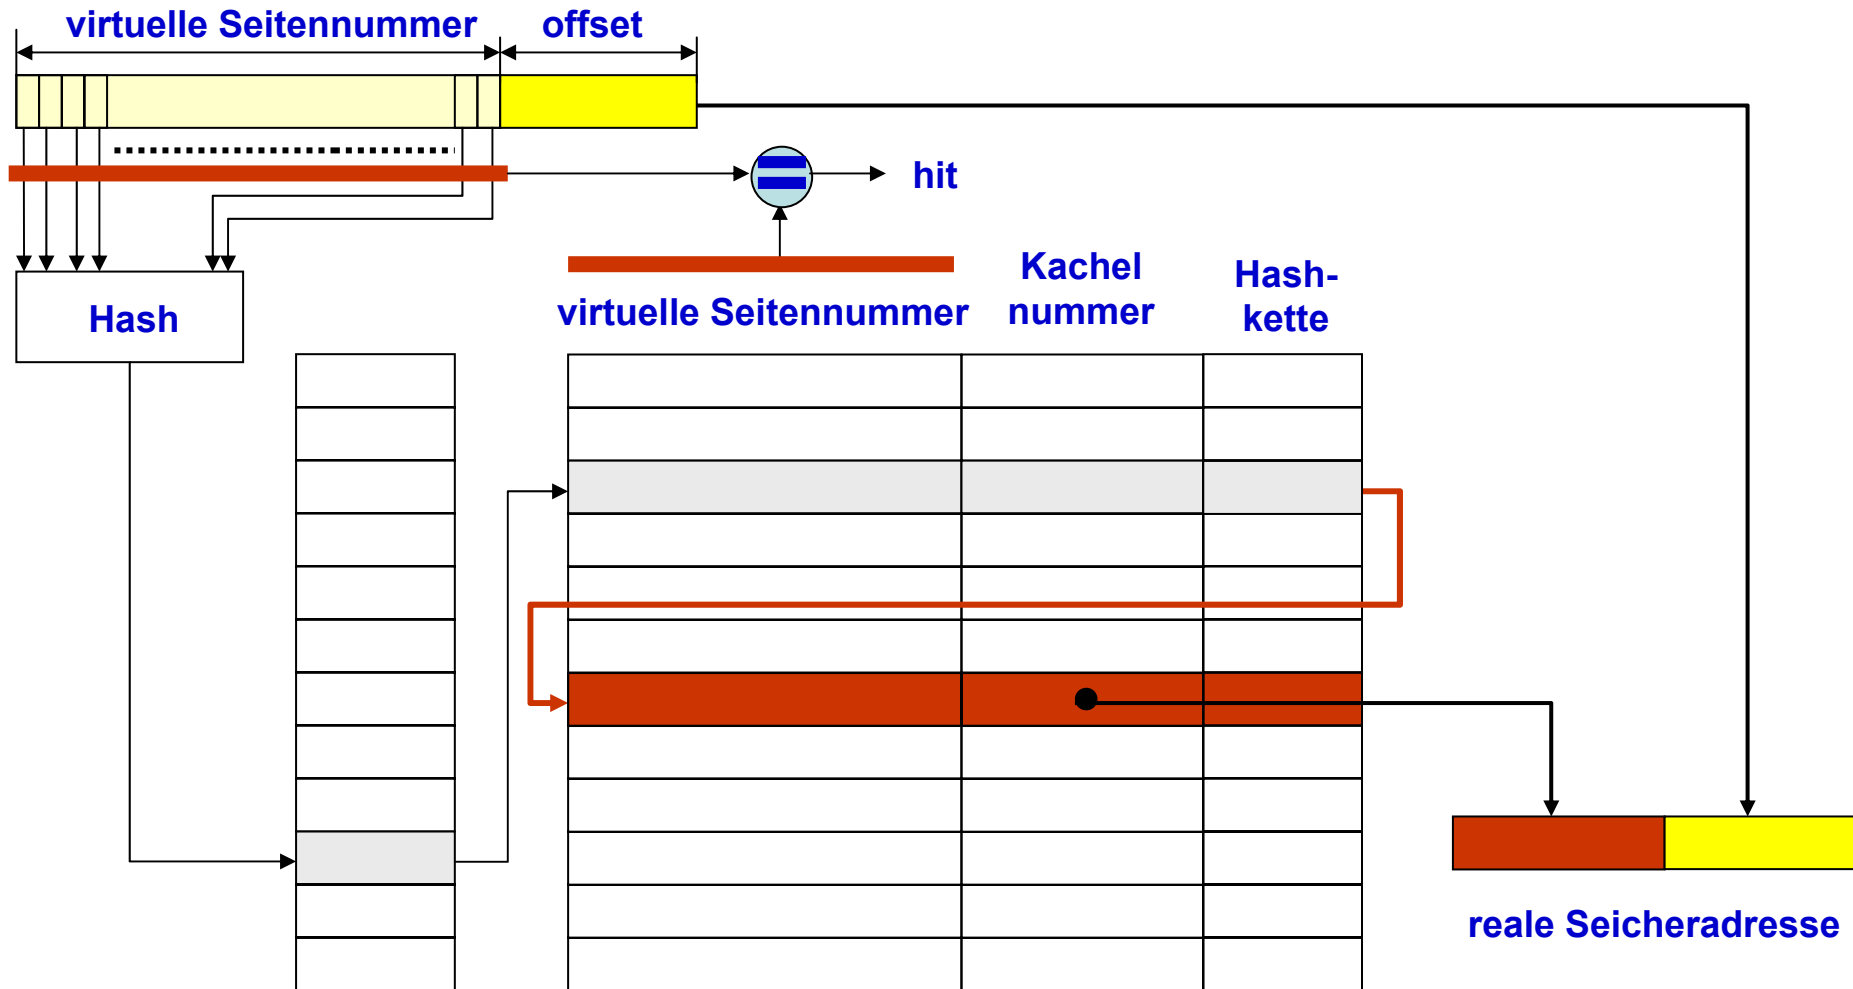 virtuelle Seitennummer offset
hit
virtuelle Seitennummer
Kachel
nummer
Hash-
kette
Hash
reale Seicheradresse